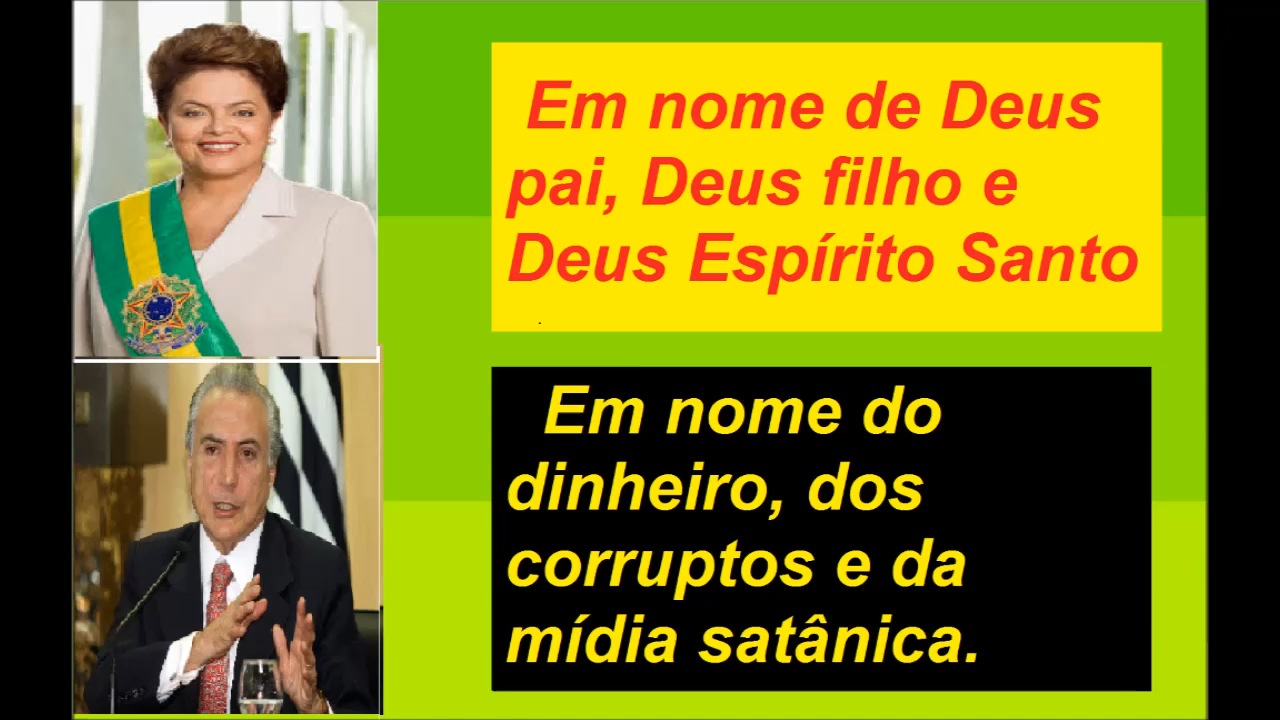 Em nome de Deus
pai, Deus filho e
Deus Espírito Santo
.
Em nome do
dinheiro, dos
corruptos e da
mídia satânica.